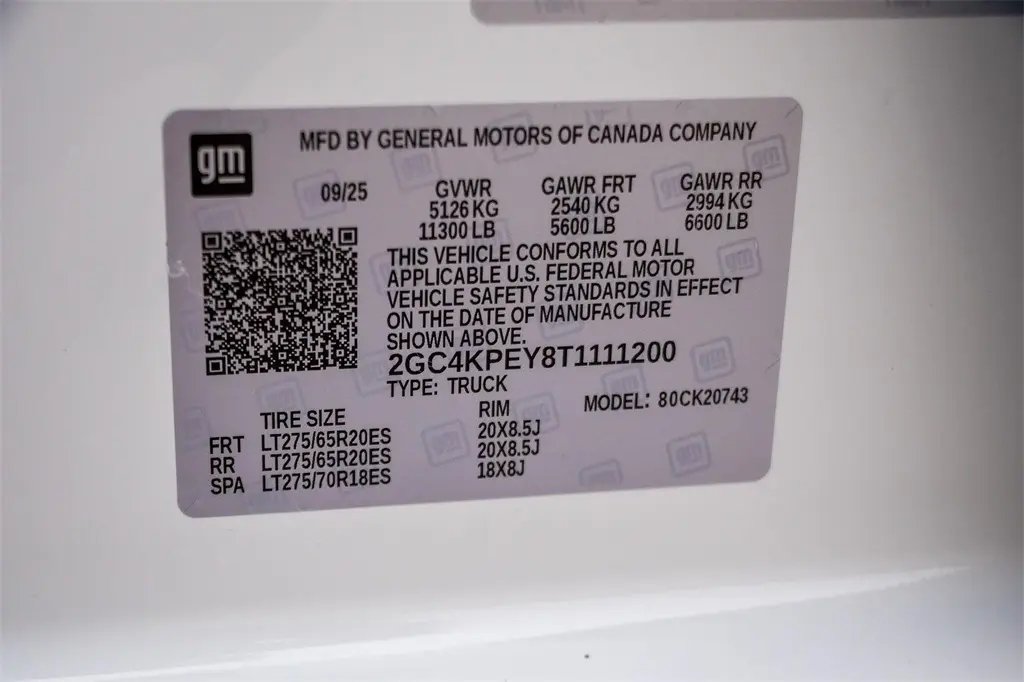 gm
MFD BY GENERAL MOTORS OF CANADA COMPANY
09/25
GVWR GAWR FRT GAWR RR
5126 KG 2540 KG 2994 KG
11300 LB 5600 LB 6600 LB
THIS VEHICLE CONFORMS TO ALL
APPLICABLE U.S. FEDERAL MOTOR
VEHICLE SAFETY STANDARDS IN EFFECT
ON THE DATE OF MANUFACTURE
SHOWN ABOVE.
2GC4KPEY8T1111200
TYPE: TRUCK
MODEL: 80CK20743
TIRE SIZE RIM
FRT LT275/65R20ES 20X8.5J
RR LT275/65R20ES 20X8.5J
SPA LT275/70R18ES 18X8J